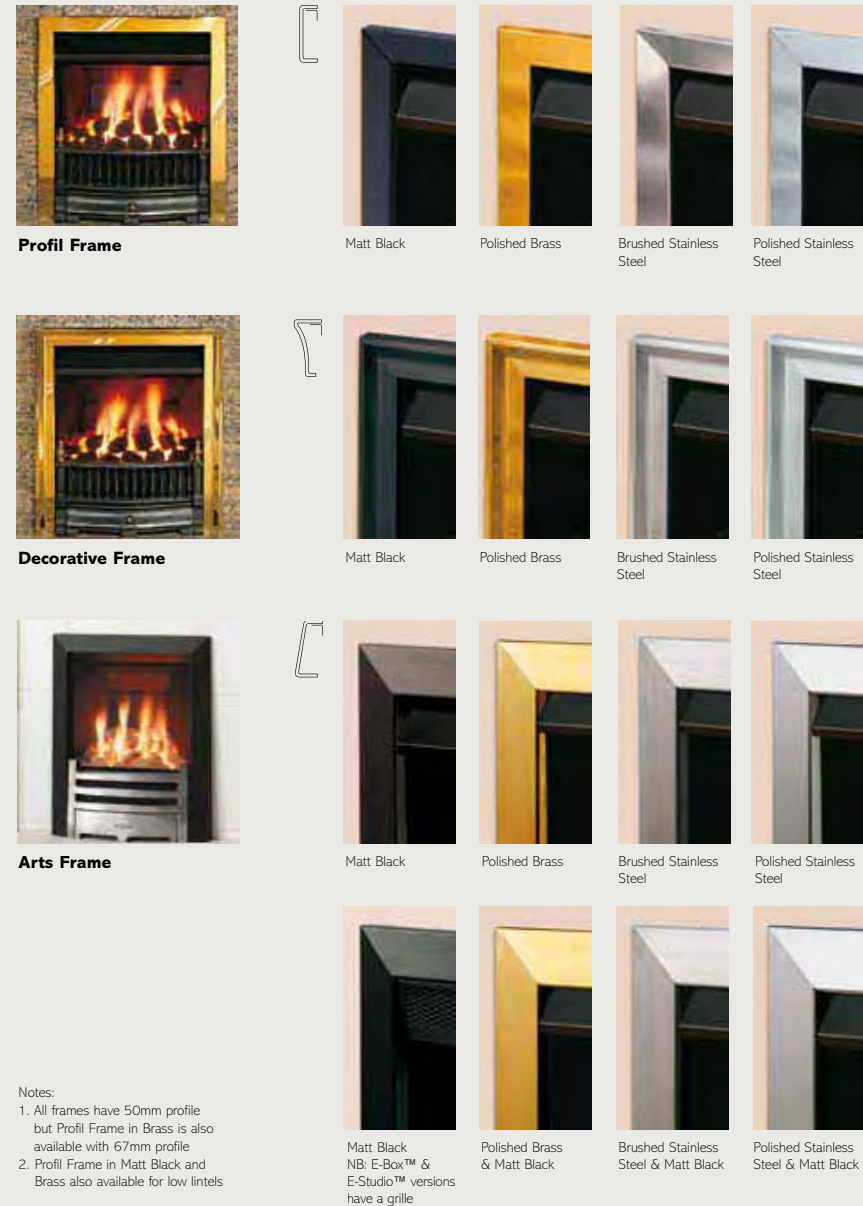 Profil Frame
Matt Black
Polished Brass
Brushed Stainless
Steel
Polished Stainless
Steel
Decorative Frame
Matt Black
Polished Brass
Brushed Stainless
Steel
Polished Stainless
Steel
Arts Frame
Matt Black
Polished Brass
Brushed Stainless
Steel
Polished Stainless
Steel
Notes:
1. All frames have 50mm profile
but Profil Frame in Brass is also
available with 67mm profile
2. Profil Frame in Matt Black and
Brass also available for low lintels
Matt Black
NB: E-Box™ &
E-Studio™ versions
have a grille
Polished Brass
& Matt Black
Brushed Stainless
Steel & Matt Black
Polished Stainless
Steel & Matt Black